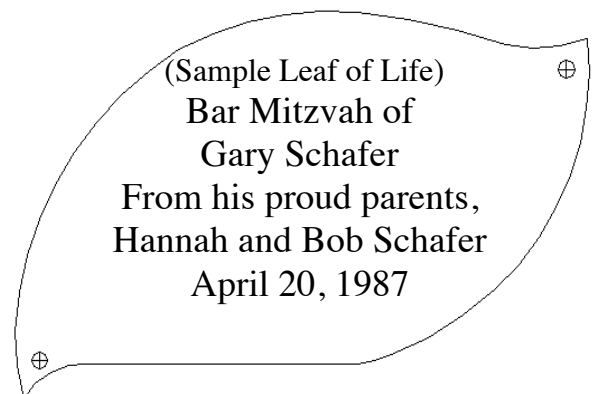 (Sample Leaf of Life)
Bar Mitzvah of
Gary Schafer
From his proud parents,
Hannah and Bob Schafer
April 20, 1987